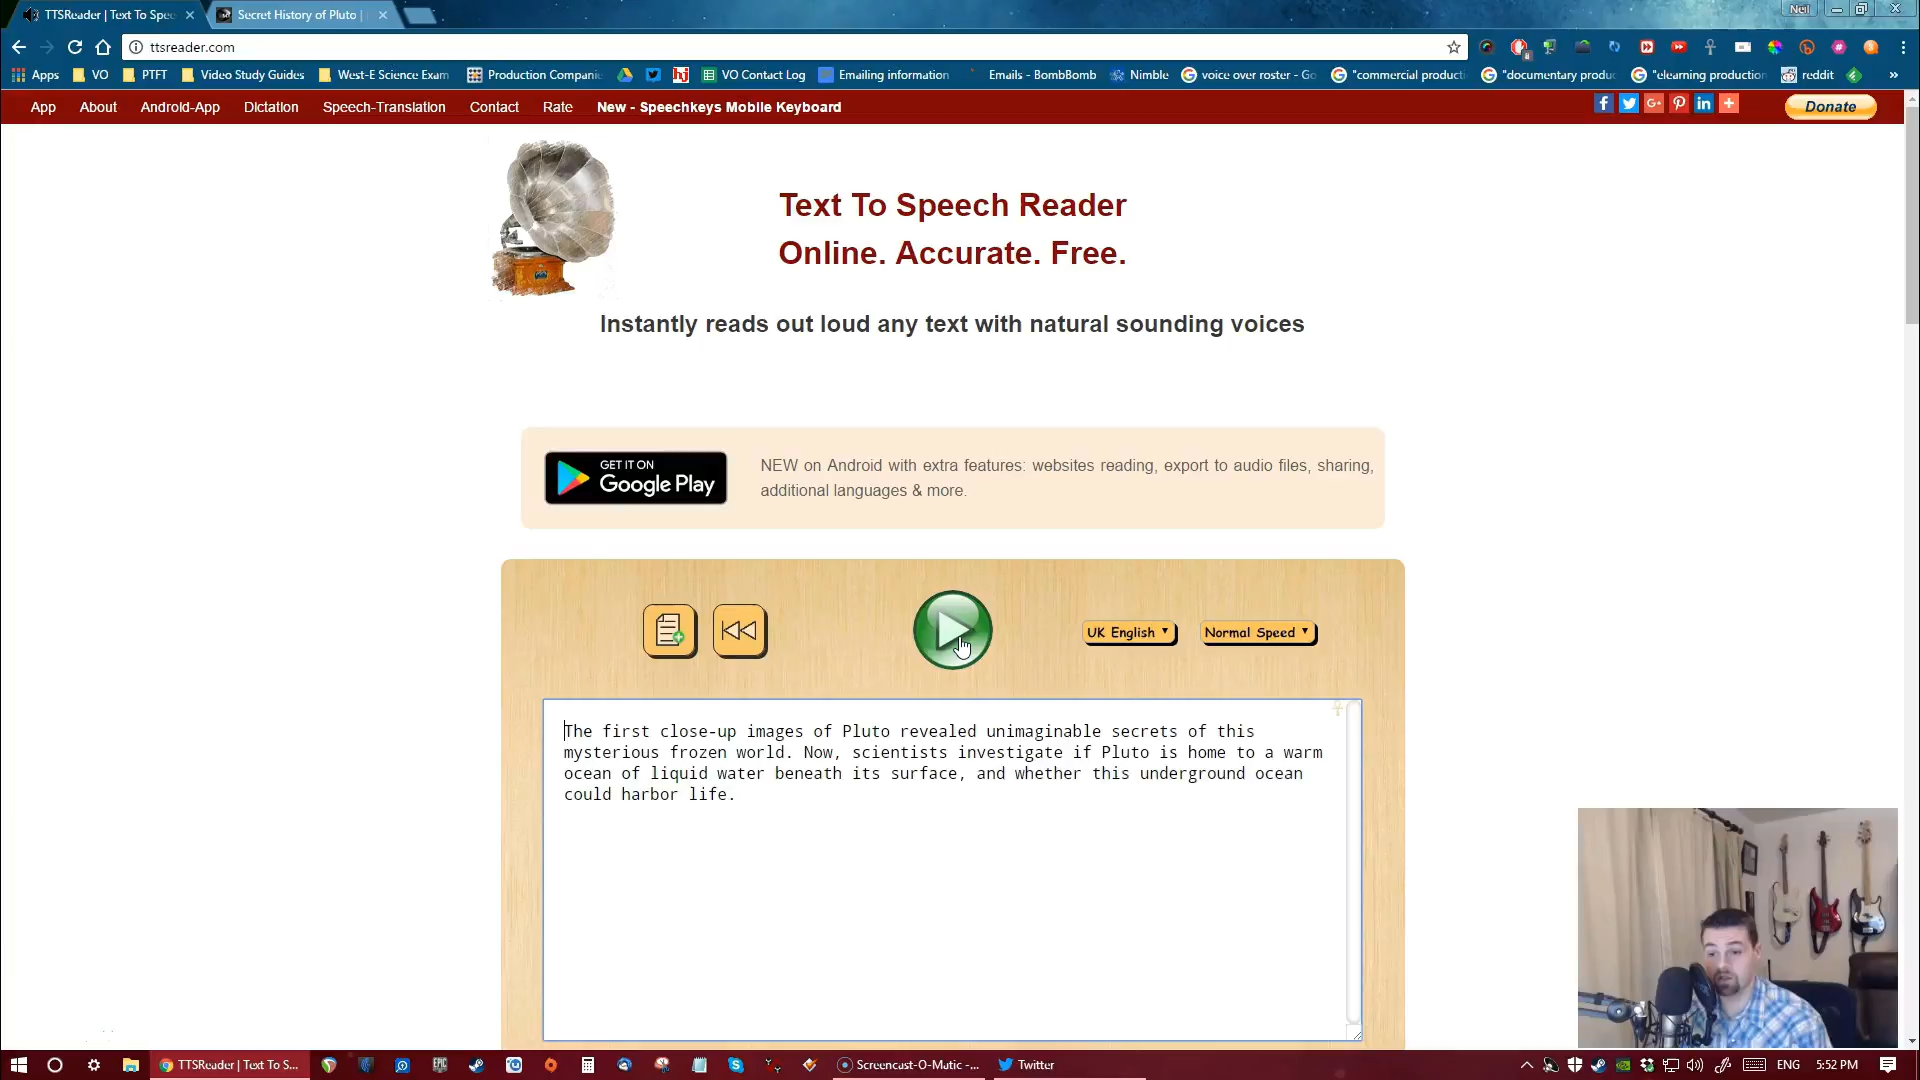 TTSReader | Text To Spee
Secret History of Pluto |
Neil
ttsreader.com
Apps
VO
PTFT
Video Study Guides
West-E Science Exam
Production Companie
VO Contact Log
Emailing information
Emails - BombBomb
Nimble
voice over roster - Go
"commercial producti
"documentary produc
"elearning production
reddit
»
App
About
Android-App
Dictation
Speech-Translation
Contact
Rate
New - Speechkeys Mobile Keyboard
Donate
Text To Speech Reader
Online. Accurate. Free.
Instantly reads out loud any text with natural sounding voices
GET IT ON
Google Play
NEW on Android with extra features: websites reading, export to audio files, sharing,
additional languages & more.
UK English
Normal Speed
The first close-up images of Pluto revealed unimaginable secrets of this
mysterious frozen world. Now, scientists investigate if Pluto is home to a warm
ocean of liquid water beneath its surface, and whether this underground ocean
could harbor life.
TTSReader | Text To S...
EPIC
Screencast-O-Matic -...
Twitter
ENG
5:52 PM